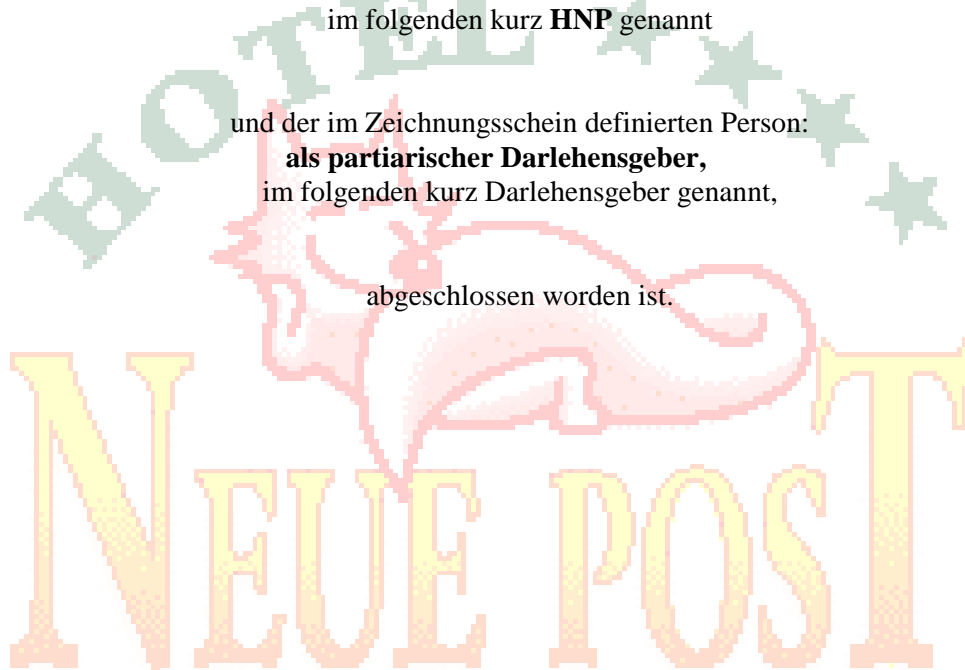 im folgenden kurz HNP genannt
HOTEL ★★★★
und der im Zeichnungsschein definierten Person:
als partiarischer Darlehensgeber,
im folgenden kurz Darlehensgeber genannt,
abgeschlossen worden ist.
NEUE POST